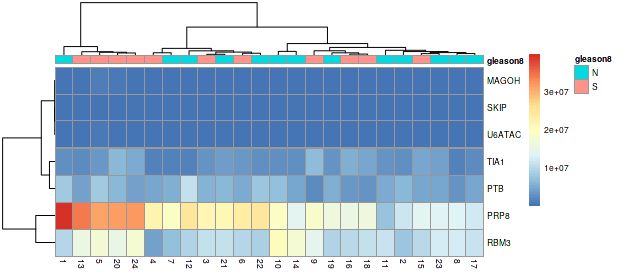 gleason8
gleason8
MAGOH
SKIP
U6ATAC
TIA1
PTB
PRP8
RBM3
3e+07
2e+07
1e+07
N
S
1 13 5 20 24 4 7 12 3 21 6 22 10 14 9 19 16 18 11 2 15 23 8 17